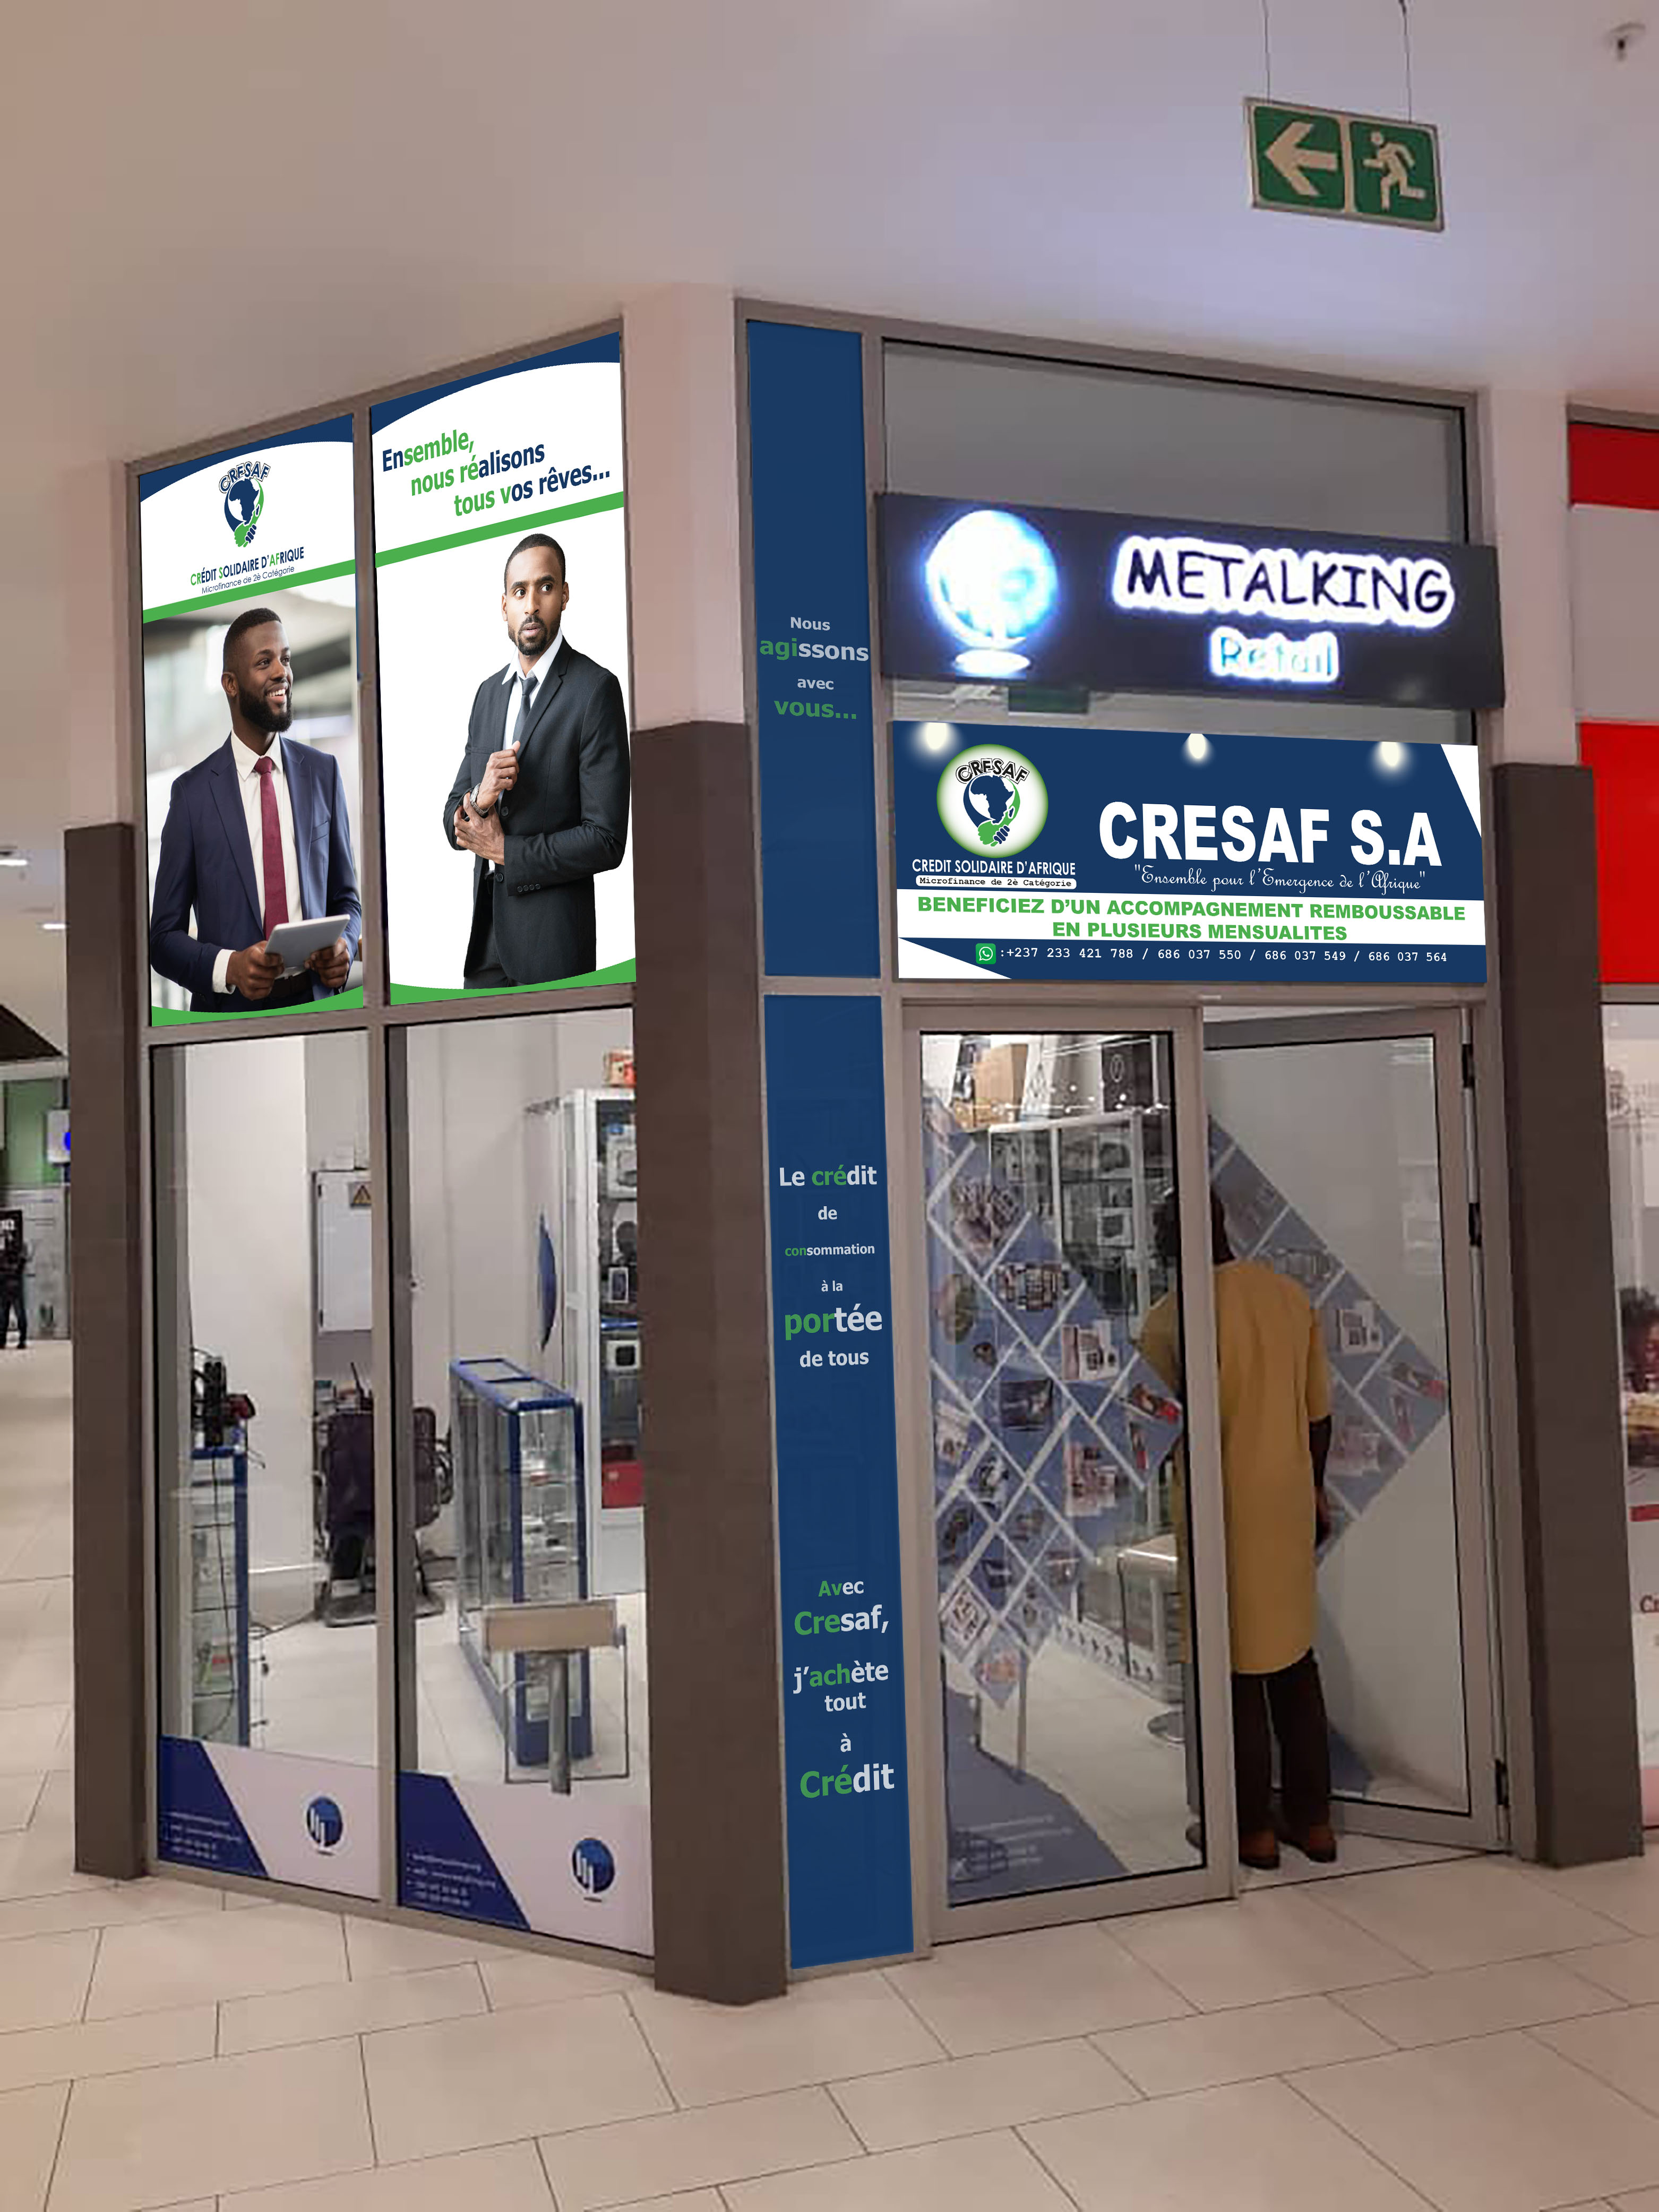 CRESAF
CRÉDIT SOLIDAIRE D'AFRIQUE
Microfinance de 2è Catégorie
Ensemble,
nous réalisons
tous vos rêves...
Nous
agissons
avec
vous...
METALKING
Retail
CRESAF
CREDIT SOLIDAIRE D'AFRIQUE
Microfinance de 2è Catégorie
CRESAF S.A
"Ensemble pour l'Emergence de l'Afrique"
BENEFICIEZ D'UN ACCOMPAGNEMENT REMBOUSSABLE
EN PLUSIEURS MENSUALITES
:+237 233 421 788 / 686 037 550 / 686 037 549 / 686 037 564
Le crédit
de
consommation
à la
portée
de tous
Avec
Cresaf,
j'achète
tout
à
Crédit